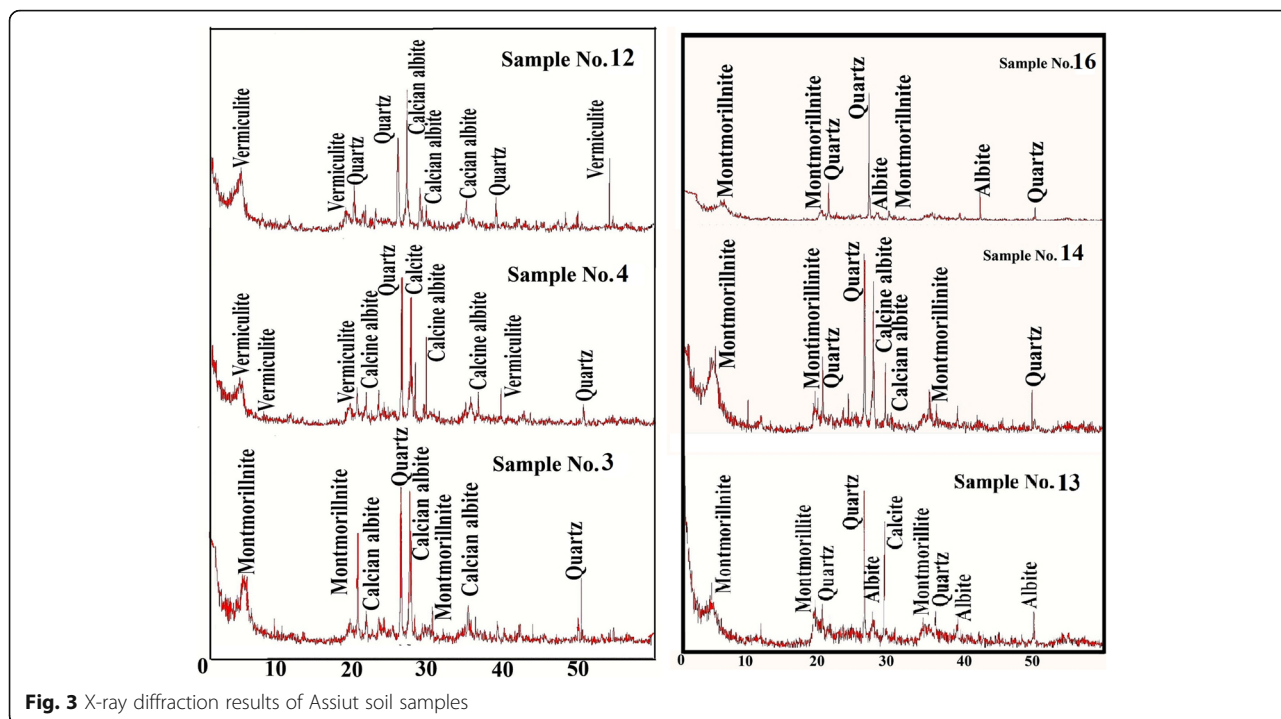 Sample No.12
Vermiculite
Vermiculite
Quartz
Quartz
Calcian albite
Calcian albite
Cacian albite
Quartz
Vermiculite
Sample No.4
Vermiculite
Vermiculite
Vermiculite
Calcine albite
Quartz
Calcite
Calcine albite
Calcine albite
Vermiculite
Quartz
Sample No.3
Montmorillnite
Montmorillnite
Calcian albite
Quartz
Calcian albite
Montmorillnite
Calcian albite
Quartz
0 10 20 30 50
Sample No.16
Montmorillnite
Montmorillnite
Quartz
Quartz
Albite
Montmorillnite
Albite
Quartz
Sample No.14
Montmorillnite
Montimorillinite
Quartz
Quartz
Calcine albite
Calcian albite
Montmorillinite
Quartz
Sample No.13
Montmorillnite
Montmorillite
Quartz
Quartz
Albite
Calcite
Montmorillite
Quartz
Albite
Albite
0 10 20 30 40 50
Fig. 3 X-ray diffraction results of Assiut soil samples